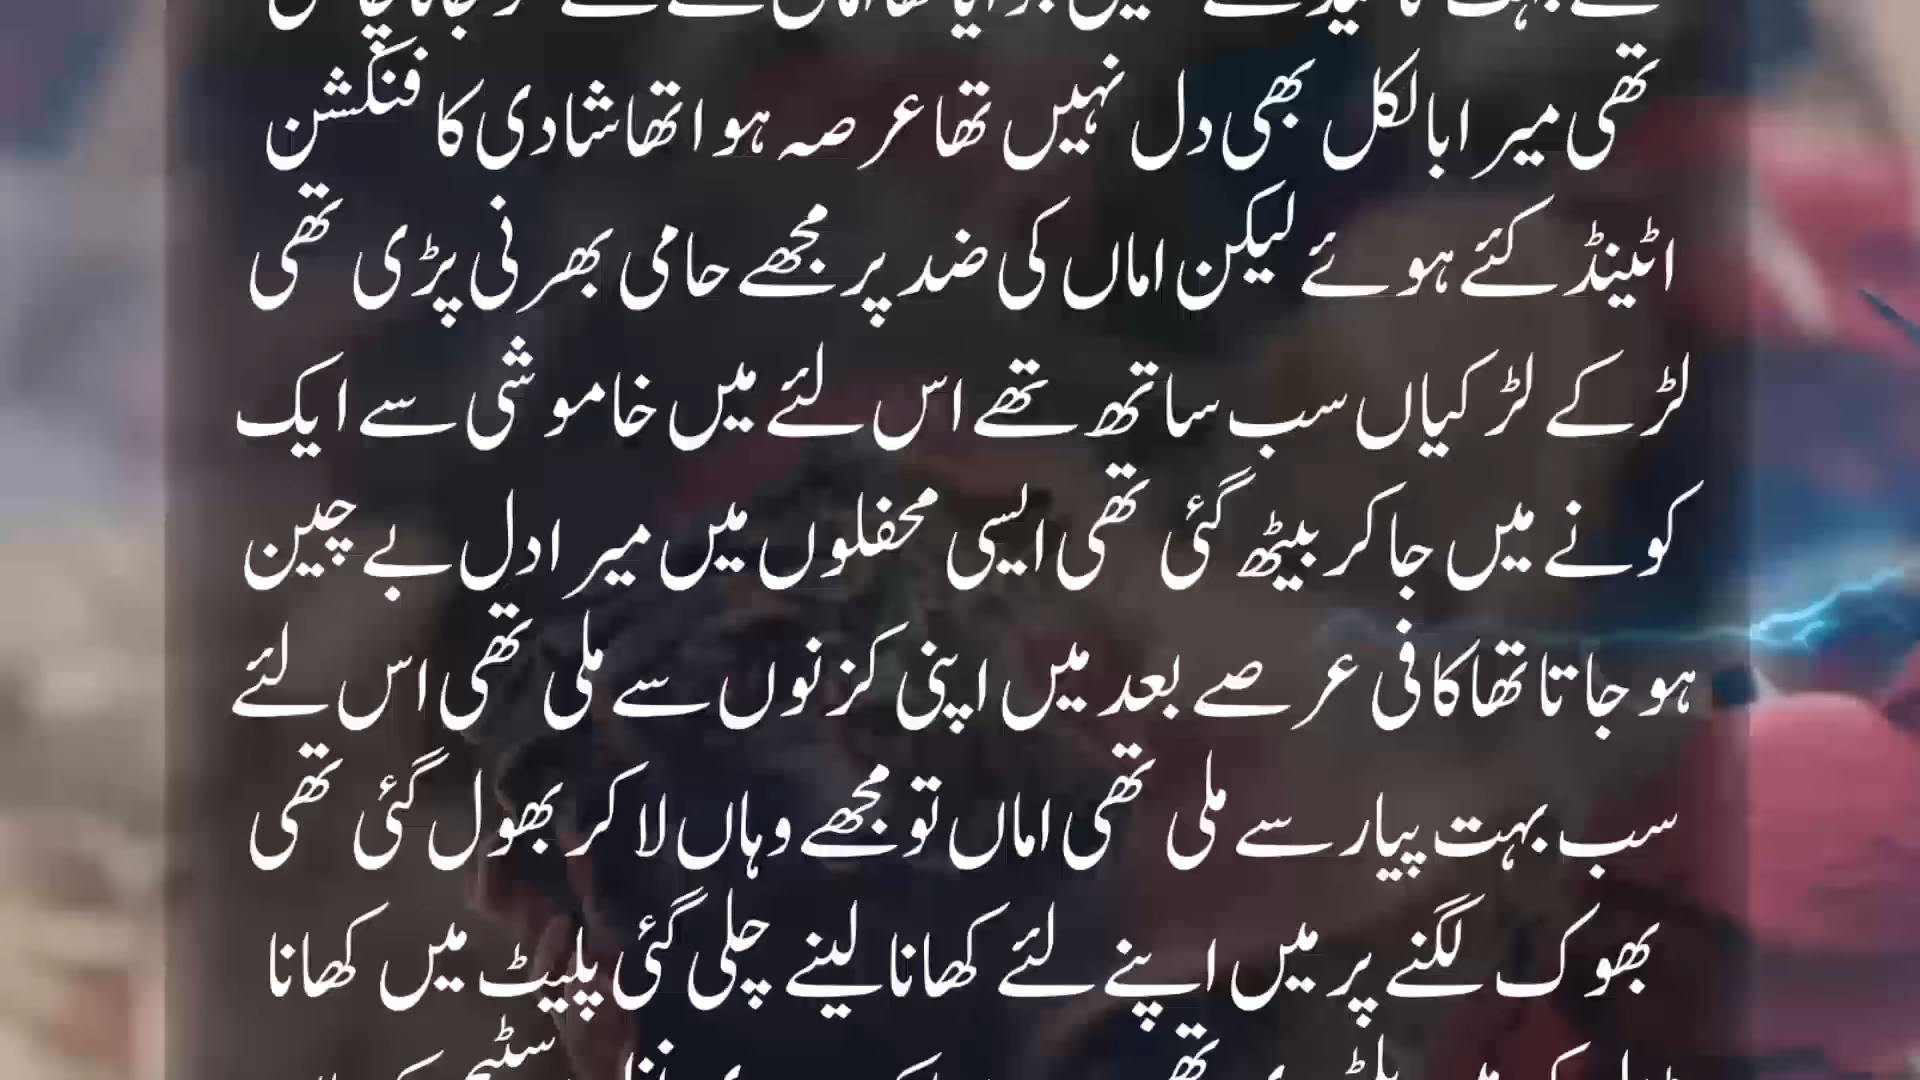 تھی میرا بالکل بھی دل نہیں تھا عرصہ ہوا تھا شادی کا فنکشن
اٹینڈ کئے ہوئے لیکن اماں کی ضد پر مجھے حامی بھرنی پڑی تھی
لڑکے لڑکیاں سب ساتھ تھے اس لئے میں خاموشی سے ایک
کونے میں جا کر بیٹھ گئی تھی ایسی محفلوں میں میرا دل بے چین
ہو جاتا تھا کافی عرصے بعد میں اپنی کزنوں سے ملی تھی اس لئے
سب بہت پیار سے ملی تھی اماں تو مجھے وہاں لا کر بھول گئی تھی
بھوک لگنے پر میں اپنے لئے کھانا لینے چلی گئی پلیٹ میں کھانا